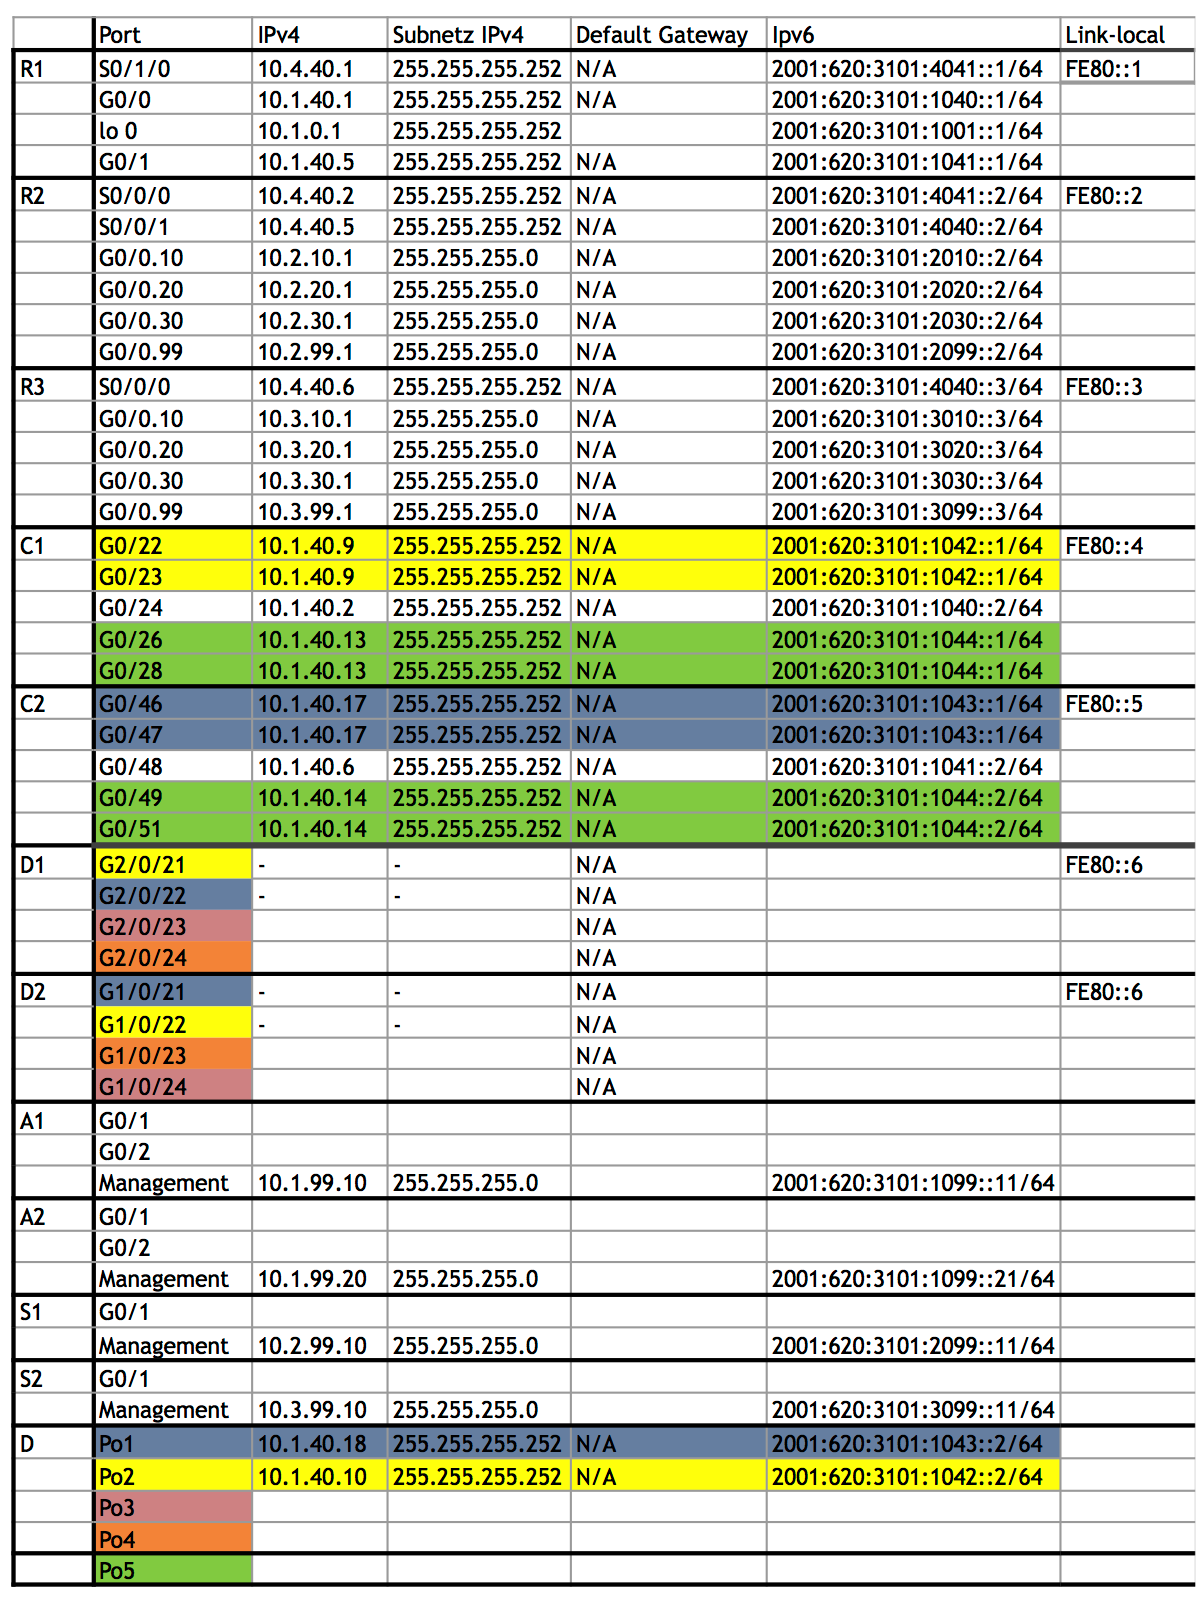 Port IPv4 Subnetz IPv4 Default Gateway Ipv6 Link-local
R1 S0/1/0 10.4.40.1 255.255.255.252 N/A 2001:620:3101:4041::1/64 FE80::1
G0/0 10.1.40.1 255.255.255.252 N/A 2001:620:3101:1040::1/64
lo 0 10.1.0.1 255.255.255.252 2001:620:3101:1001::1/64
G0/1 10.1.40.5 255.255.255.252 N/A 2001:620:3101:1041::1/64
R2 S0/0/0 10.4.40.2 255.255.255.252 N/A 2001:620:3101:4041::2/64 FE80::2
S0/0/1 10.4.40.5 255.255.255.252 N/A 2001:620:3101:4040::2/64
G0/0.10 10.2.10.1 255.255.255.0 N/A 2001:620:3101:2010::2/64
G0/0.20 10.2.20.1 255.255.255.0 N/A 2001:620:3101:2020::2/64
G0/0.30 10.2.30.1 255.255.255.0 N/A 2001:620:3101:2030::2/64
G0/0.99 10.2.99.1 255.255.255.0 N/A 2001:620:3101:2099::2/64
R3 S0/0/0 10.4.40.6 255.255.255.252 N/A 2001:620:3101:4040::3/64 FE80::3
G0/0.10 10.3.10.1 255.255.255.0 N/A 2001:620:3101:3010::3/64
G0/0.20 10.3.20.1 255.255.255.0 N/A 2001:620:3101:3020::3/64
G0/0.30 10.3.30.1 255.255.255.0 N/A 2001:620:3101:3030::3/64
G0/0.99 10.3.99.1 255.255.255.0 N/A 2001:620:3101:3099::3/64
C1 G0/22 10.1.40.9 255.255.255.252 N/A 2001:620:3101:1042::1/64 FE80::4
G0/23 10.1.40.9 255.255.255.252 N/A 2001:620:3101:1042::1/64
G0/24 10.1.40.2 255.255.255.252 N/A 2001:620:3101:1040::2/64
G0/26 10.1.40.13 255.255.255.252 N/A 2001:620:3101:1044::1/64
G0/28 10.1.40.13 255.255.255.252 N/A 2001:620:3101:1044::1/64
C2 G0/46 10.1.40.17 255.255.255.252 N/A 2001:620:3101:1043::1/64 FE80::5
G0/47 10.1.40.17 255.255.255.252 N/A 2001:620:3101:1043::1/64
G0/48 10.1.40.6 255.255.255.252 N/A 2001:620:3101:1041::2/64
G0/49 10.1.40.14 255.255.255.252 N/A 2001:620:3101:1044::2/64
G0/51 10.1.40.14 255.255.255.252 N/A 2001:620:3101:1044::2/64
D1 G2/0/21 - - N/A FE80::6
G2/0/22 - - N/A
G2/0/23 N/A
G2/0/24 N/A
D2 G1/0/21 - - N/A FE80::6
G1/0/22 - - N/A
G1/0/23 N/A
G1/0/24 N/A
A1 G0/1
G0/2
Management 10.1.99.10 255.255.255.0 2001:620:3101:1099::11/64
A2 G0/1
G0/2
Management 10.1.99.20 255.255.255.0 2001:620:3101:1099::21/64
S1 G0/1
Management 10.2.99.10 255.255.255.0 2001:620:3101:2099::11/64
S2 G0/1
Management 10.3.99.10 255.255.255.0 2001:620:3101:3099::11/64
D Po1 10.1.40.18 255.255.255.252 N/A 2001:620:3101:1043::2/64
Po2 10.1.40.10 255.255.255.252 N/A 2001:620:3101:1042::2/64
Po3
Po4
Po5